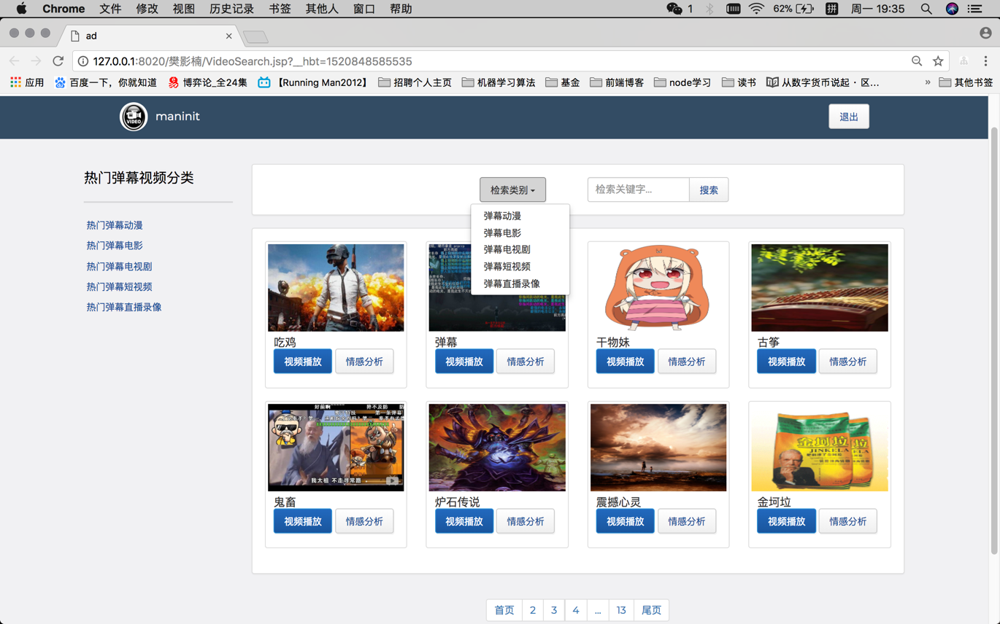 Chrome 文件 修改 视图 历史记录 书签 其他人 窗口 帮助 1 62% 拼 周一 19:35
ad
127.0.0.1:8020/樊影楠/VideoSearch.jsp?__hbt=1520848585535
应用 百度一下，你就知道 博弈论_全24集 【Running Man2012】 招聘个人主页 机器学习算法 基金 前端博客 node学习 读书 从数字货币说起 · 区... » 其他书签
VIDEO maninit 退出
热门弹幕视频分类
热门弹幕动漫
热门弹幕电影
热门弹幕电视剧
热门弹幕短视频
热门弹幕直播录像
检索类别 检索关键字... 搜索
弹幕动漫
弹幕电影
弹幕电视剧
弹幕短视频
弹幕直播录像
吃鸡 弹幕 干物妹 古筝
视频播放 情感分析 视频播放 情感分析 视频播放 情感分析 视频播放 情感分析
我太祖 不走寻常路
金坷垃
JINKELA
鬼畜 炉石传说 震撼心灵 金坷垃
视频播放 情感分析 视频播放 情感分析 视频播放 情感分析 视频播放 情感分析
首页 2 3 4 ... 13 尾页